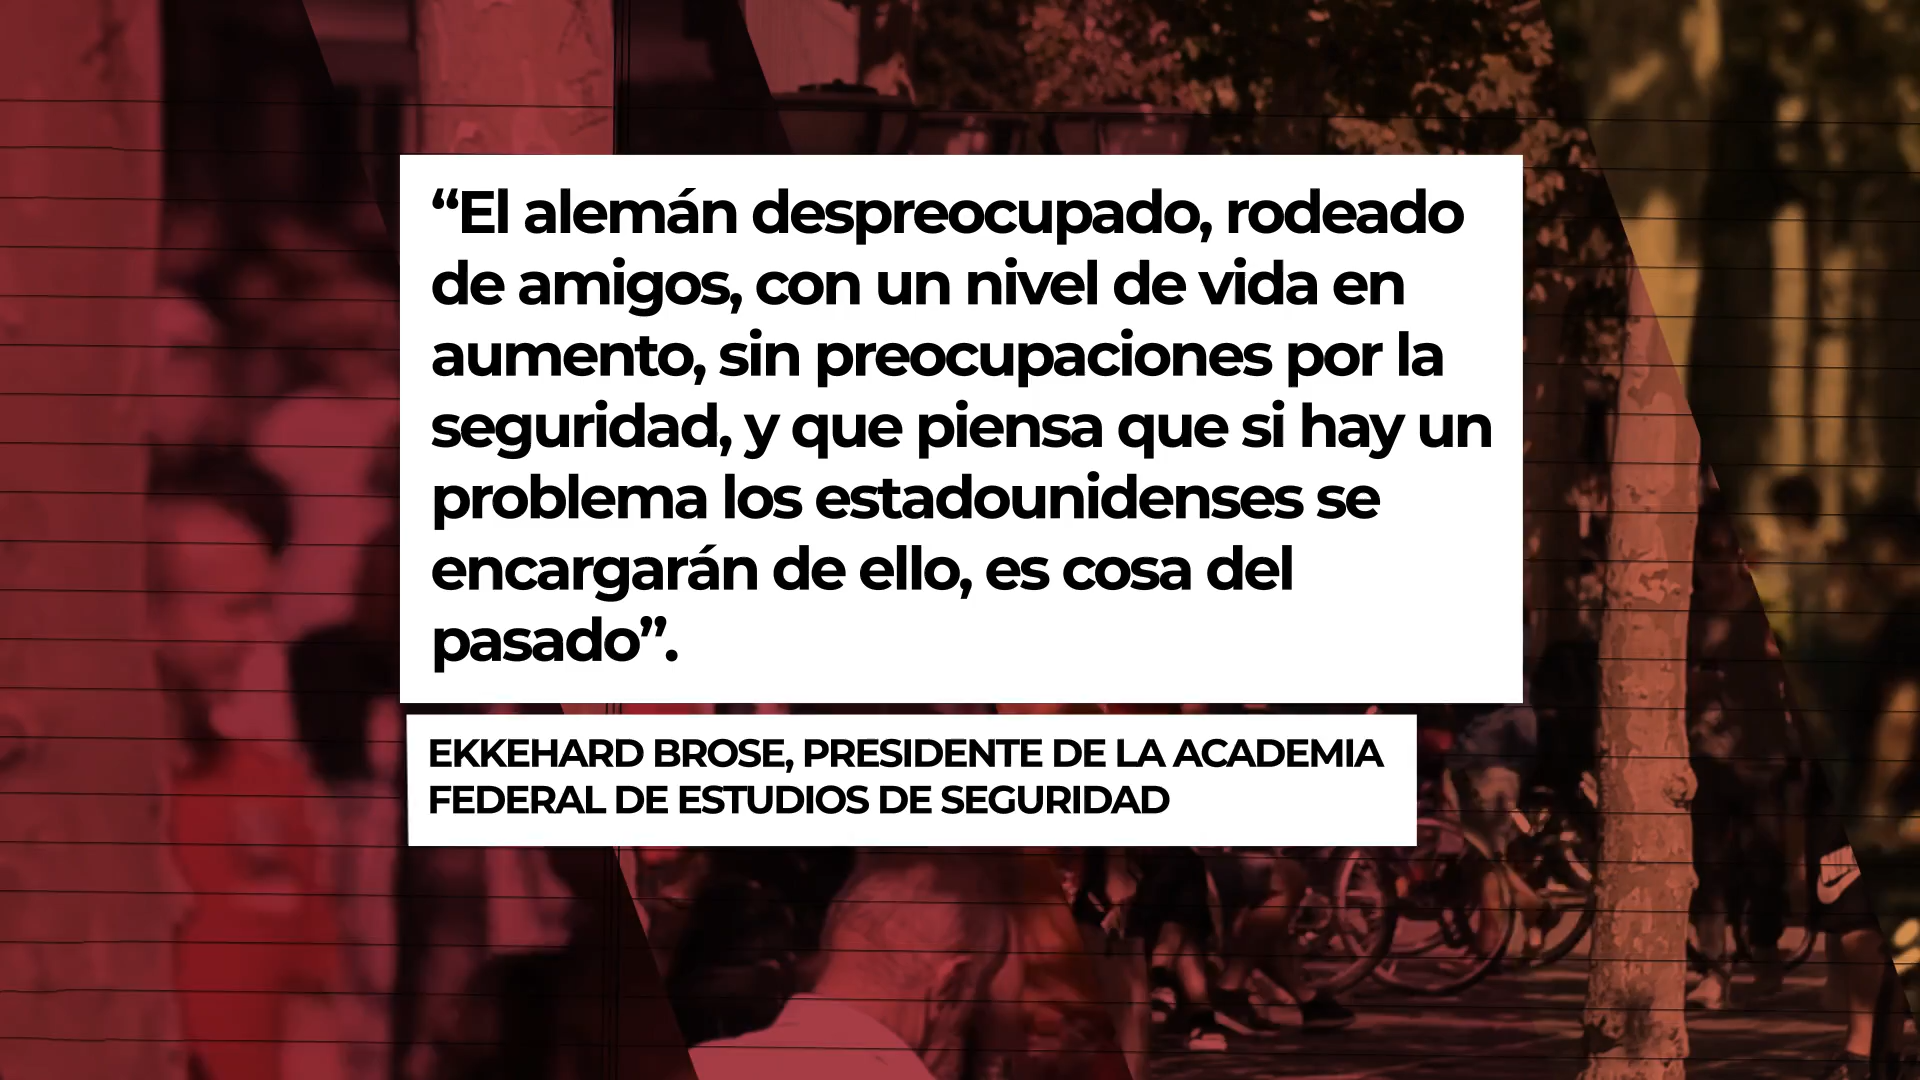 “El alemán despreocupado, rodeado
de amigos, con un nivel de vida en
aumento, sin preocupaciones por la
seguridad, y que piensa que si hay un
problema los estadounidenses se
encargarán de ello, es cosa del
pasado”.
EKKEHARD BROSE, PRESIDENTE DE LA ACADEMIA
FEDERAL DE ESTUDIOS DE SEGURIDAD